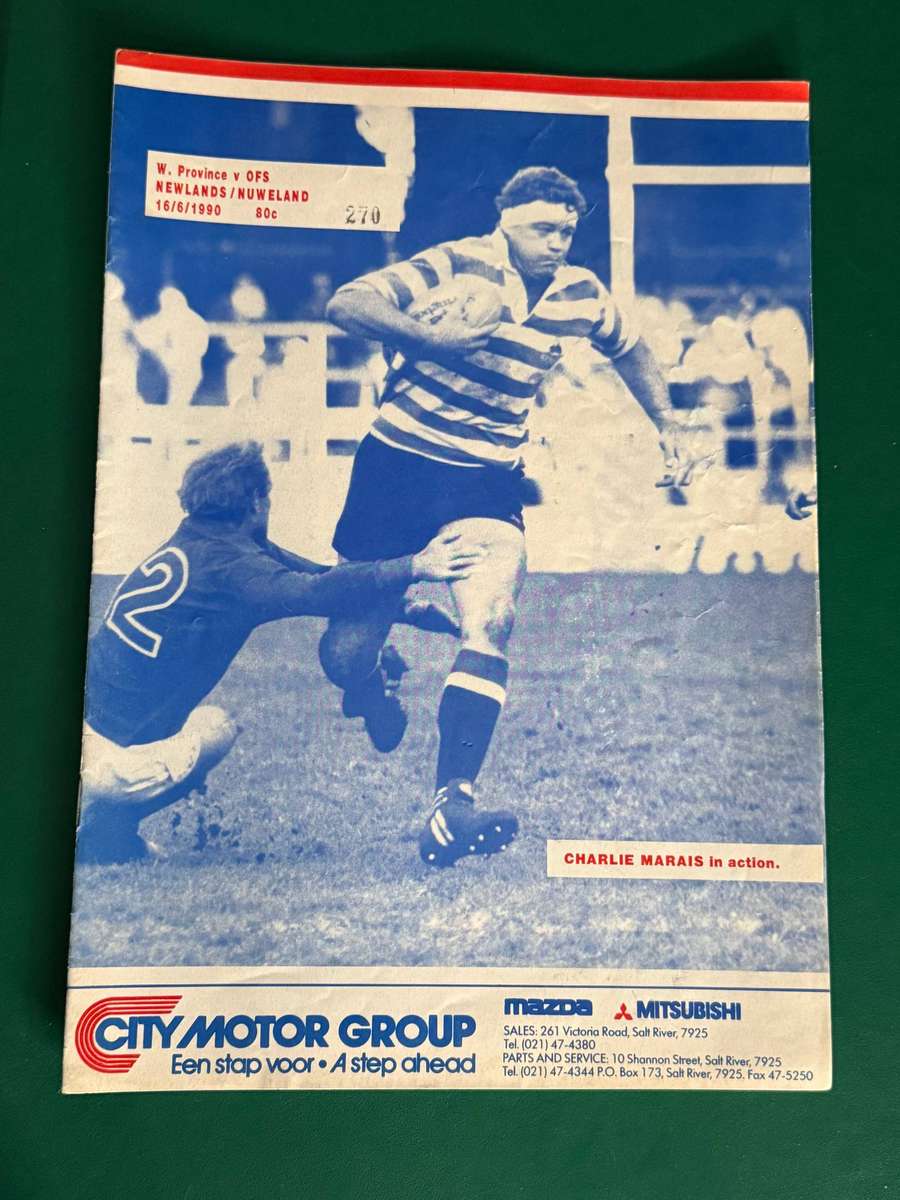 W. Province v OFS
NEWLANDS/NUWELAND
16/6/1990 80c 270
2
CHARLIE MARAIS in action.
CITY MOTOR GROUP
Een stap voor • A step ahead
mazda MITSUBISHI
SALES: 261 Victoria Road, Salt River, 7925
Tel. (021) 47-4380
PARTS AND SERVICE: 10 Shannon Street, Salt River, 7925
Tel. (021) 47-4344 P.O. Box 173, Salt River, 7925. Fax 47-5250